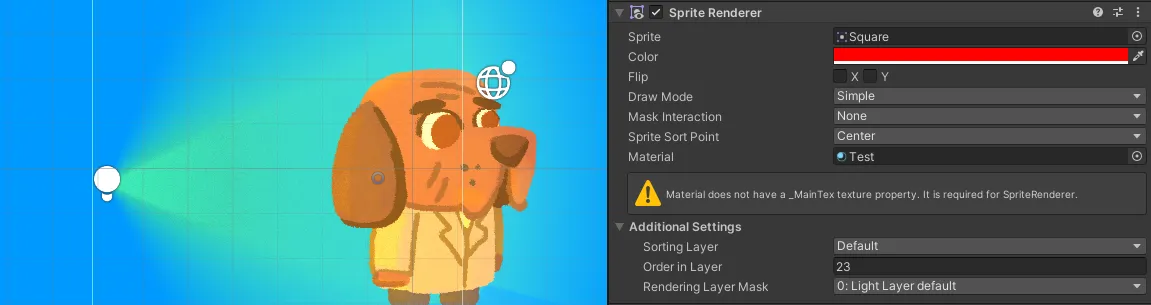 Sprite Renderer
Sprite Square
Color
Flip X Y
Draw Mode Simple
Mask Interaction None
Sprite Sort Point Center
Material Test
Material does not have a _MainTex texture property. It is required for SpriteRenderer.
Additional Settings
Sorting Layer Default
Order in Layer 23
Rendering Layer Mask 0: Light Layer default